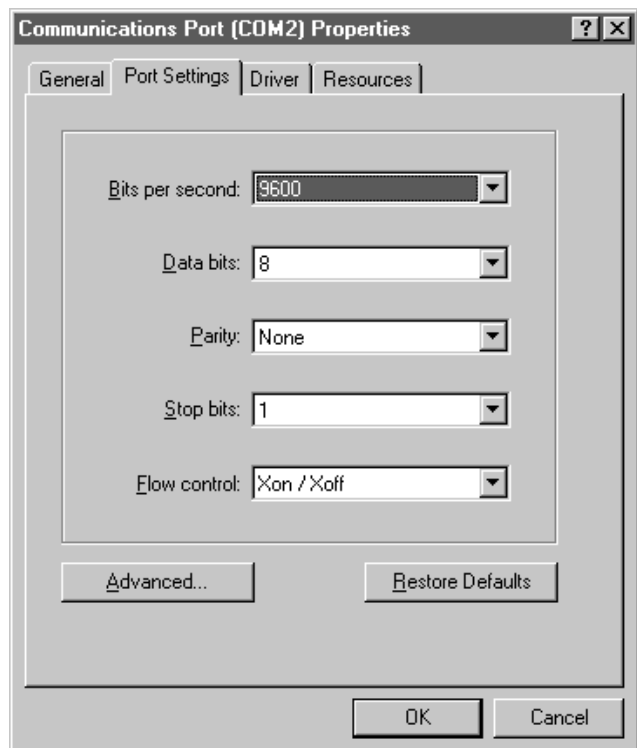 Communications Port (COM2) Properties
General Port Settings Driver Resources
Bits per second: 9600
Data bits: 8
Parity: None
Stop bits: 1
Flow control: Xon / Xoff
Advanced... Restore Defaults
OK Cancel